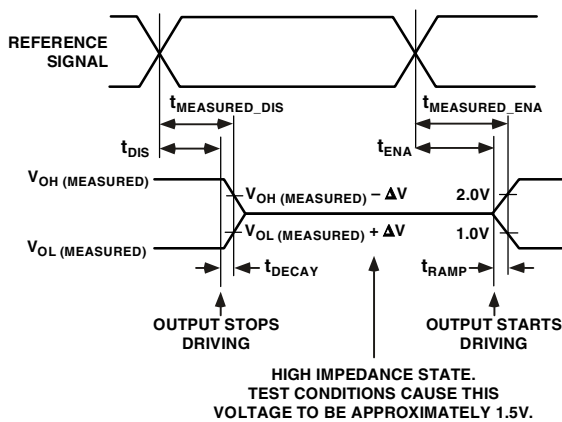 REFERENCE
SIGNAL
tMEASURED_DIS
tMEASURED_ENA
tDIS
tENA
VOH (MEASURED)
VOH (MEASURED) – ΔV
2.0V
VOL (MEASURED) + ΔV
1.0V
VOL (MEASURED)
tDECAY
tRAMP
OUTPUT STOPS
DRIVING
OUTPUT STARTS
DRIVING
HIGH IMPEDANCE STATE.
TEST CONDITIONS CAUSE THIS
VOLTAGE TO BE APPROXIMATELY 1.5V.